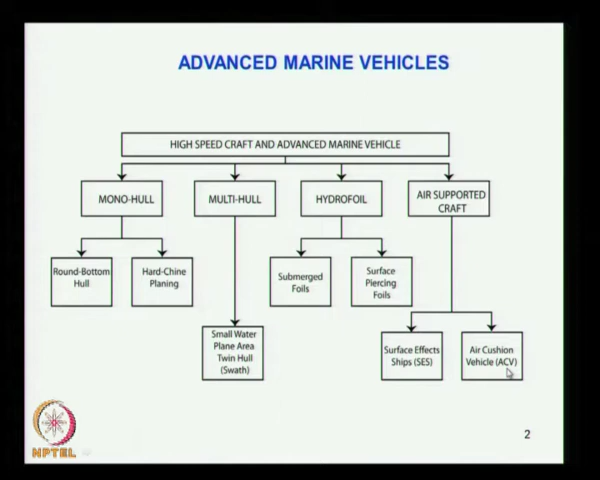 ADVANCED MARINE VEHICLES
HIGH SPEED CRAFT AND ADVANCED MARINE VEHICLE
MONO-HULL
MULTI-HULL
HYDROFOIL
AIR SUPPORTED
CRAFT
Round-Bottom
Hull
Hard-Chine
Planing
Submerged
Foils
Surface
Piercing
Foils
Small Water
Plane Area
Twin Hull
(Swath)
Surface Effects
Ships (SES)
Air Cushion
Vehicle (ACV)
NPTEL
2